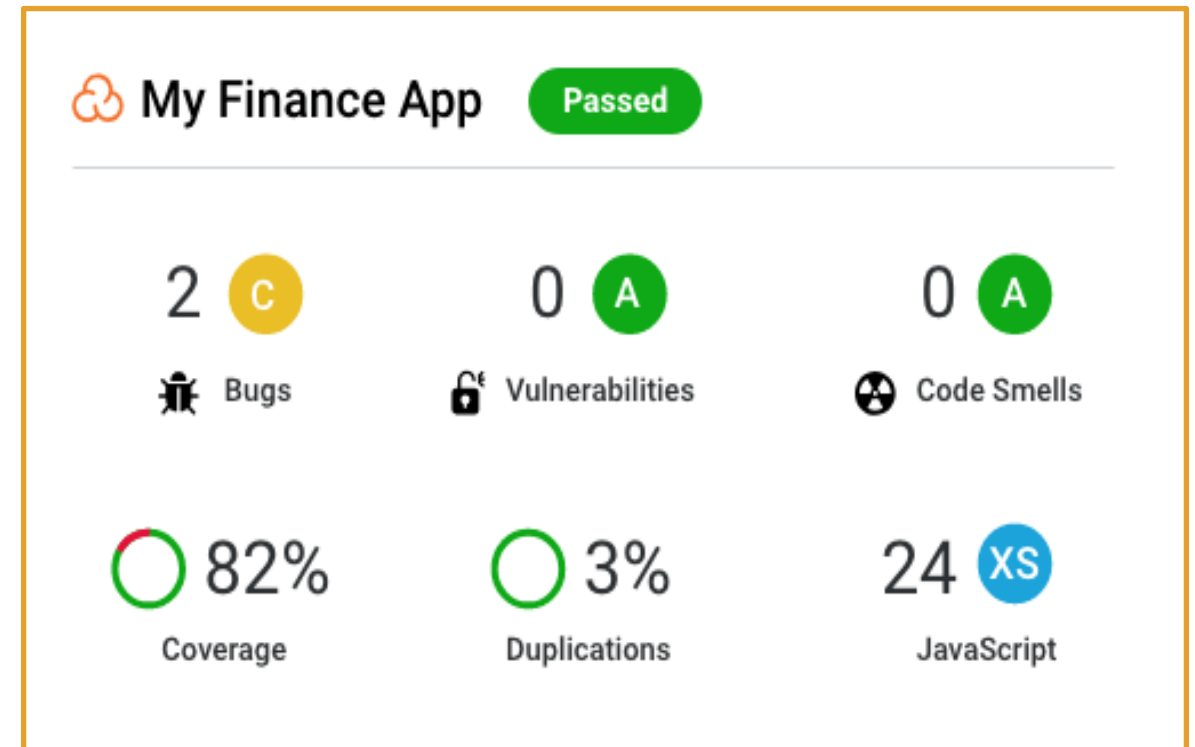 My Finance App Passed
2 C 0 A 0 A
Bugs Vulnerabilities Code Smells
82% 3% 24 XS
Coverage Duplications JavaScript